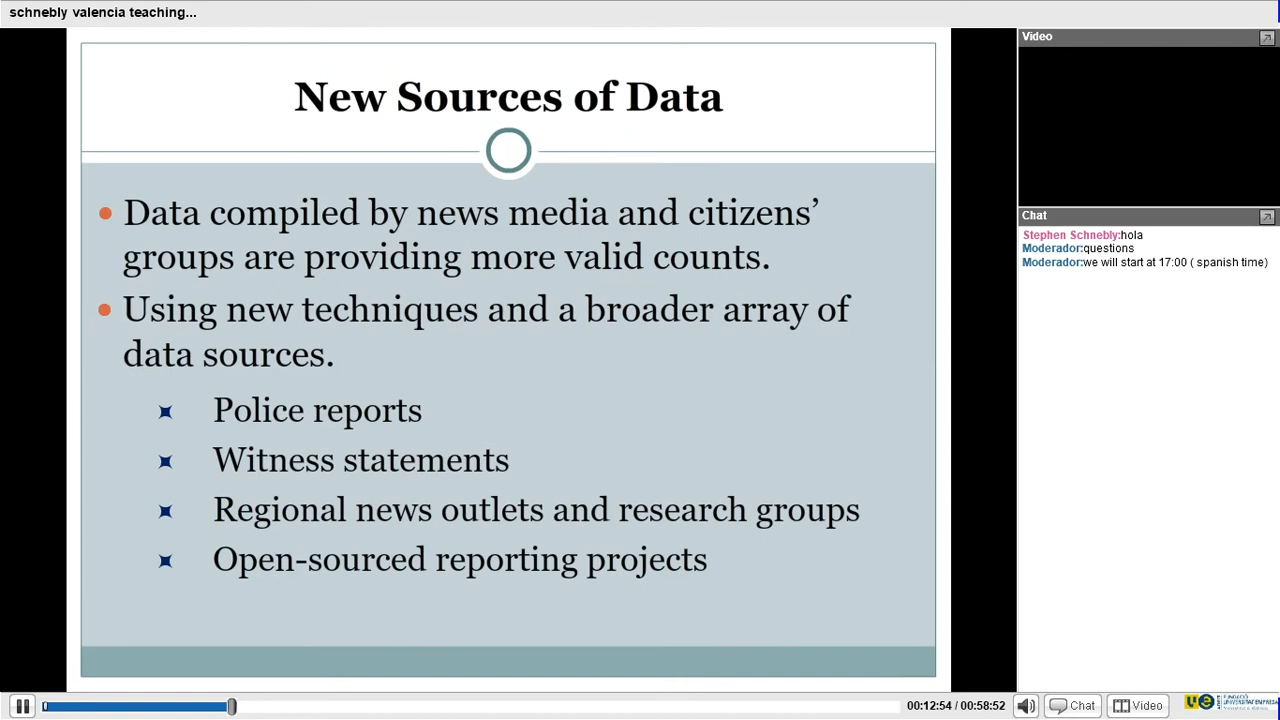 schnebly valencia teaching...
New Sources of Data
Data compiled by news media and citizens’
groups are providing more valid counts.
Using new techniques and a broader array of
data sources.
Police reports
Witness statements
Regional news outlets and research groups
Open-sourced reporting projects
Video
Chat
Stephen Schnebly:hola
Moderador:questions
Moderador:we will start at 17:00 ( spanish time)
00:12:54 / 00:58:52
Chat
Video